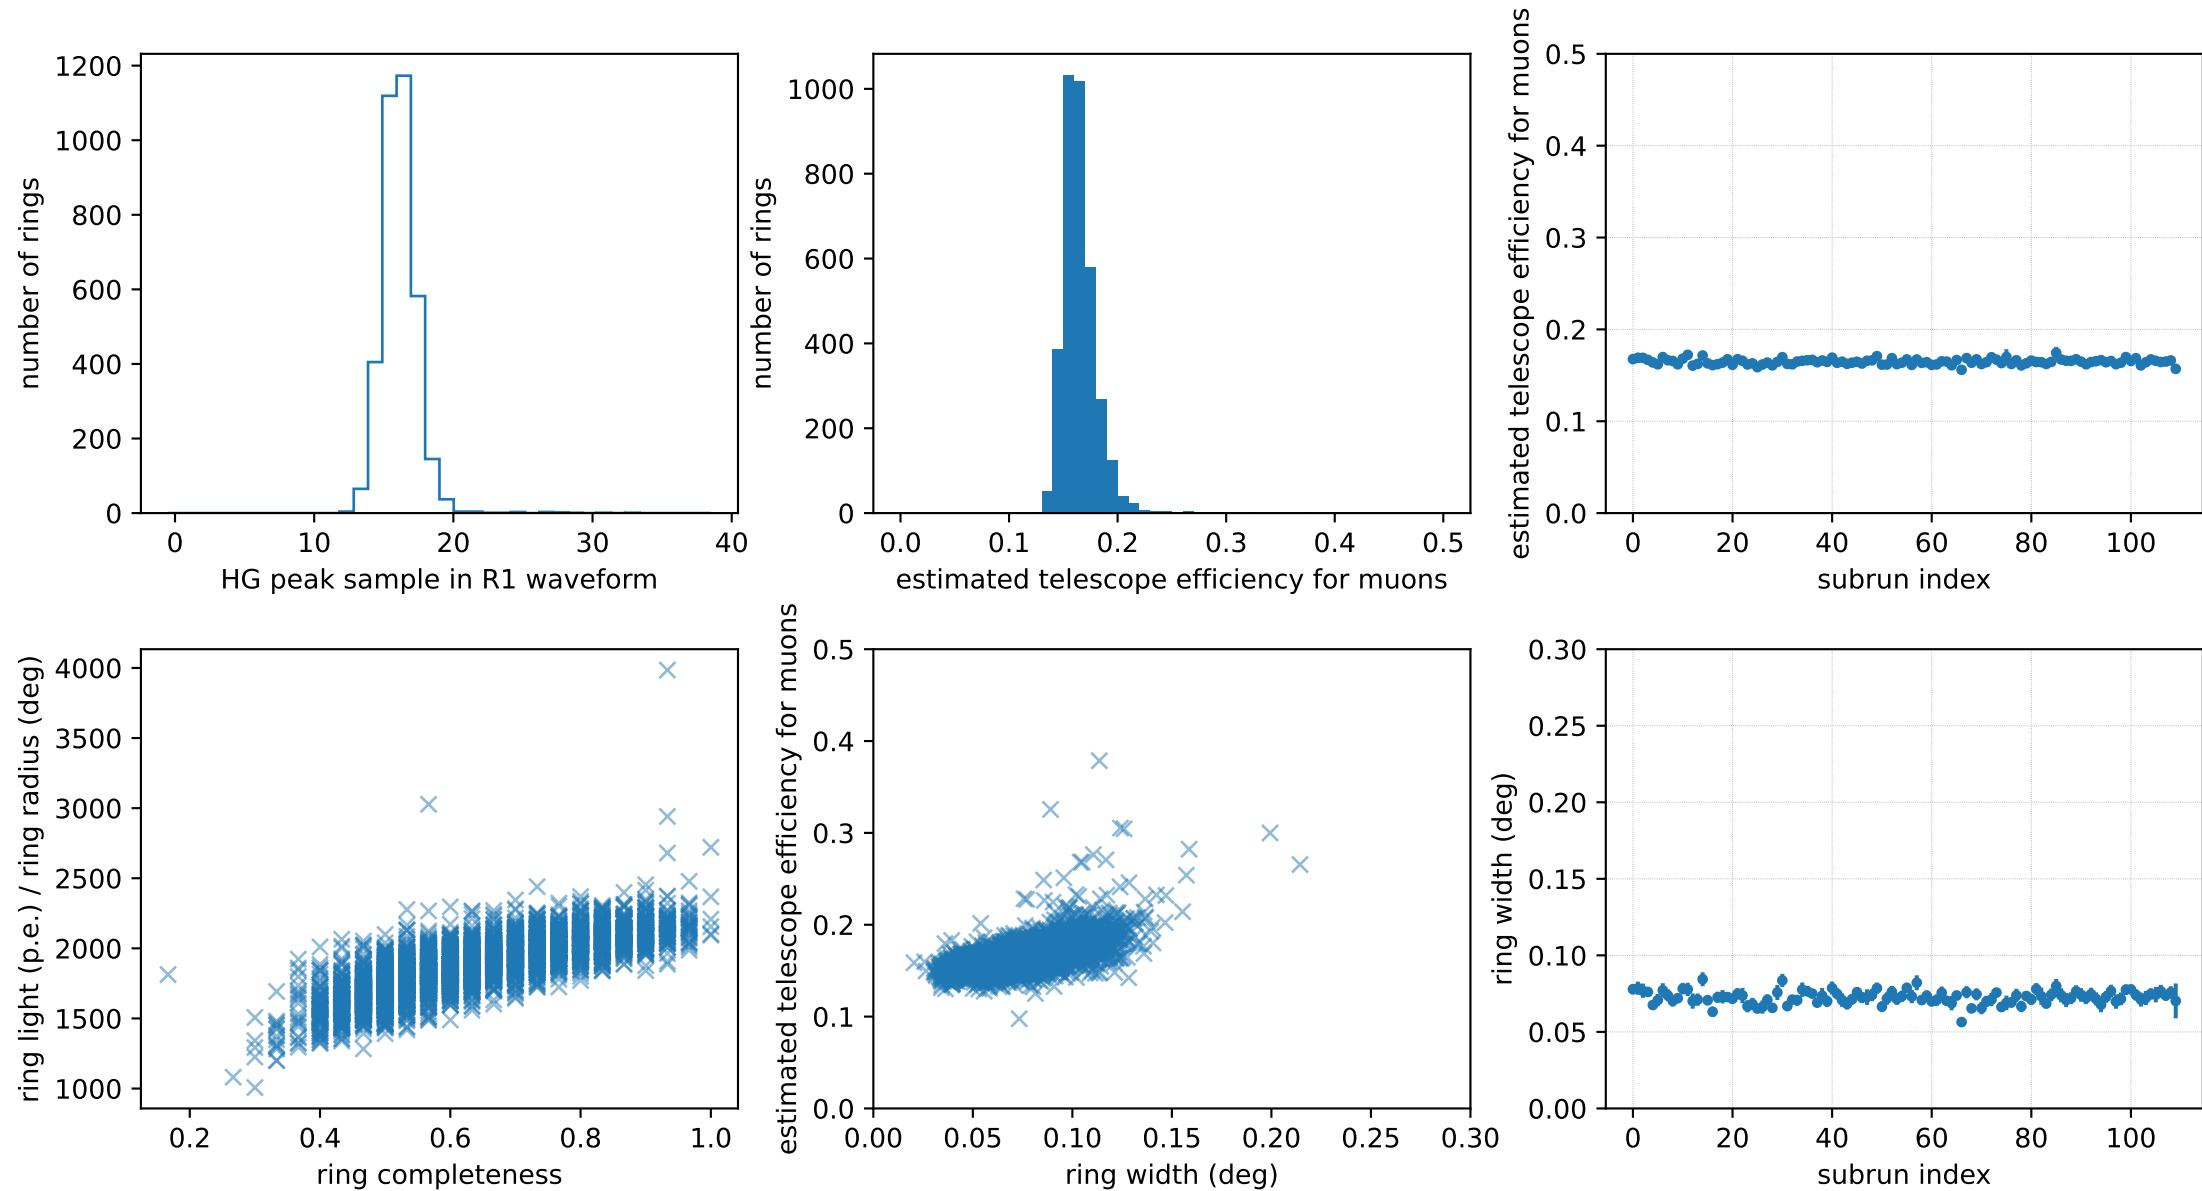 number of rings
1200
1000
800
600
400
200
0
0 10 20 30 40
HG peak sample in R1 waveform
number of rings
1000
800
600
400
200
0
0.0 0.1 0.2 0.3 0.4 0.5
estimated telescope efficiency for muons
estimated telescope efficiency for muons
0.5
0.4
0.3
0.2
0.1
0.0
0 20 40 60 80 100
subrun index
ring light (p.e.) / ring radius (deg)
4000
3500
3000
2500
2000
1500
1000
0.2 0.4 0.6 0.8 1.0
ring completeness
estimated telescope efficiency for muons
0.5
0.4
0.3
0.2
0.1
0.0
0.00 0.05 0.10 0.15 0.20 0.25 0.30
ring width (deg)
ring width (deg)
0.30
0.25
0.20
0.15
0.10
0.05
0.00
0 20 40 60 80 100
subrun index